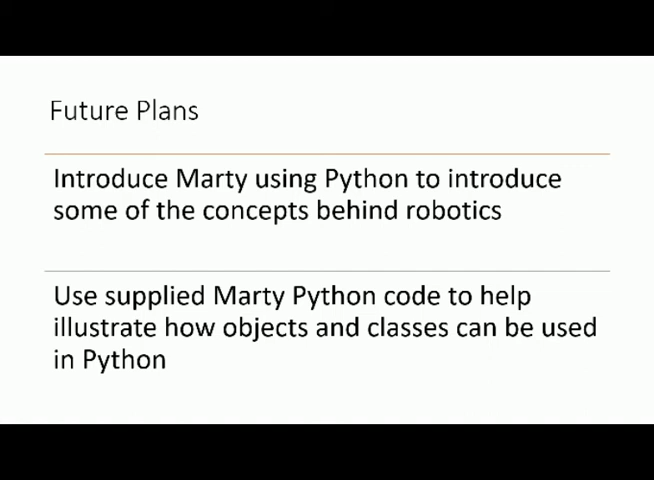 Future Plans
Introduce Marty using Python to introduce
some of the concepts behind robotics
Use supplied Marty Python code to help
illustrate how objects and classes can be used
in Python